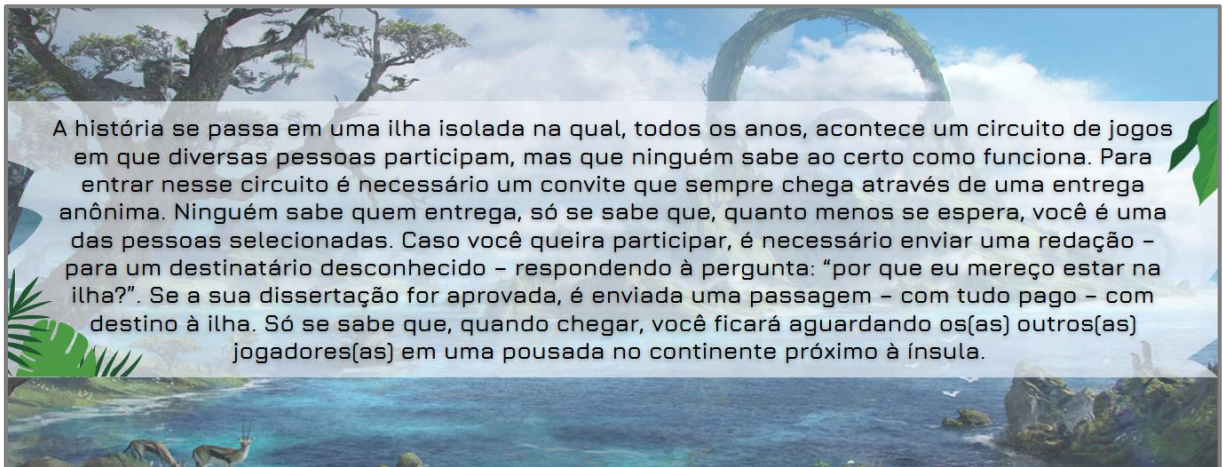 A história se passa em uma ilha isolada na qual, todos os anos, acontece um circuito de jogos
em que diversas pessoas participam, mas que ninguém sabe ao certo como funciona. Para
entrar nesse circuito é necessário um convite que sempre chega através de uma entrega
anônima. Ninguém sabe quem entrega, só se sabe que, quanto menos se espera, você é uma
das pessoas selecionadas. Caso você queira participar, é necessário enviar uma redação –
para um destinatário desconhecido – respondendo à pergunta: “por que eu mereço estar na
ilha?”. Se a sua dissertação for aprovada, é enviada uma passagem – com tudo pago – com
destino à ilha. Só se sabe que, quando chegar, você ficará aguardando os(as) outros(as)
jogadores(as) em uma pousada no continente próximo à ínsula.